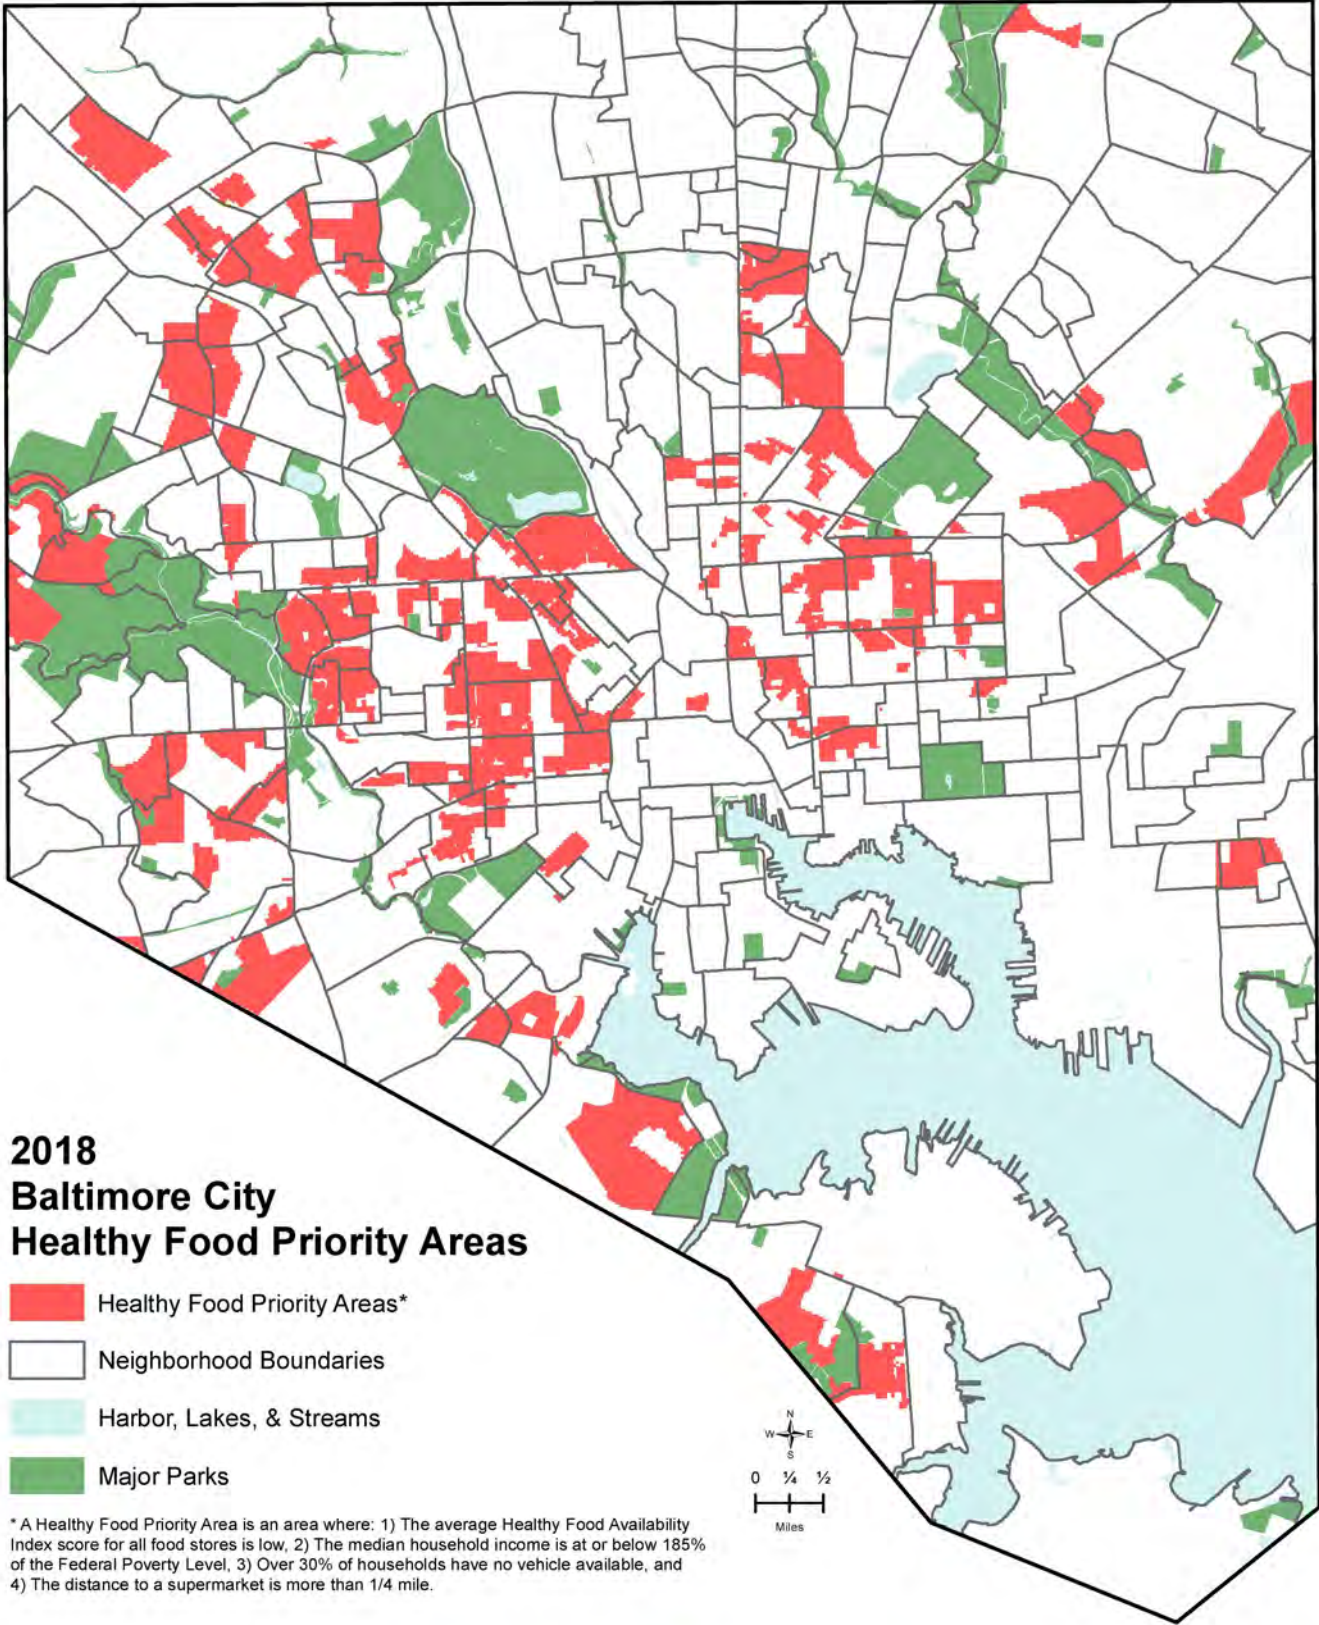 2018
Baltimore City
Healthy Food Priority Areas
Healthy Food Priority Areas*
Neighborhood Boundaries
Harbor, Lakes, & Streams
Major Parks
N
W E
S
0 ¼ ½
Miles
* A Healthy Food Priority Area is an area where: 1) The average Healthy Food Availability
Index score for all food stores is low, 2) The median household income is at or below 185%
of the Federal Poverty Level, 3) Over 30% of households have no vehicle available, and
4) The distance to a supermarket is more than 1/4 mile.